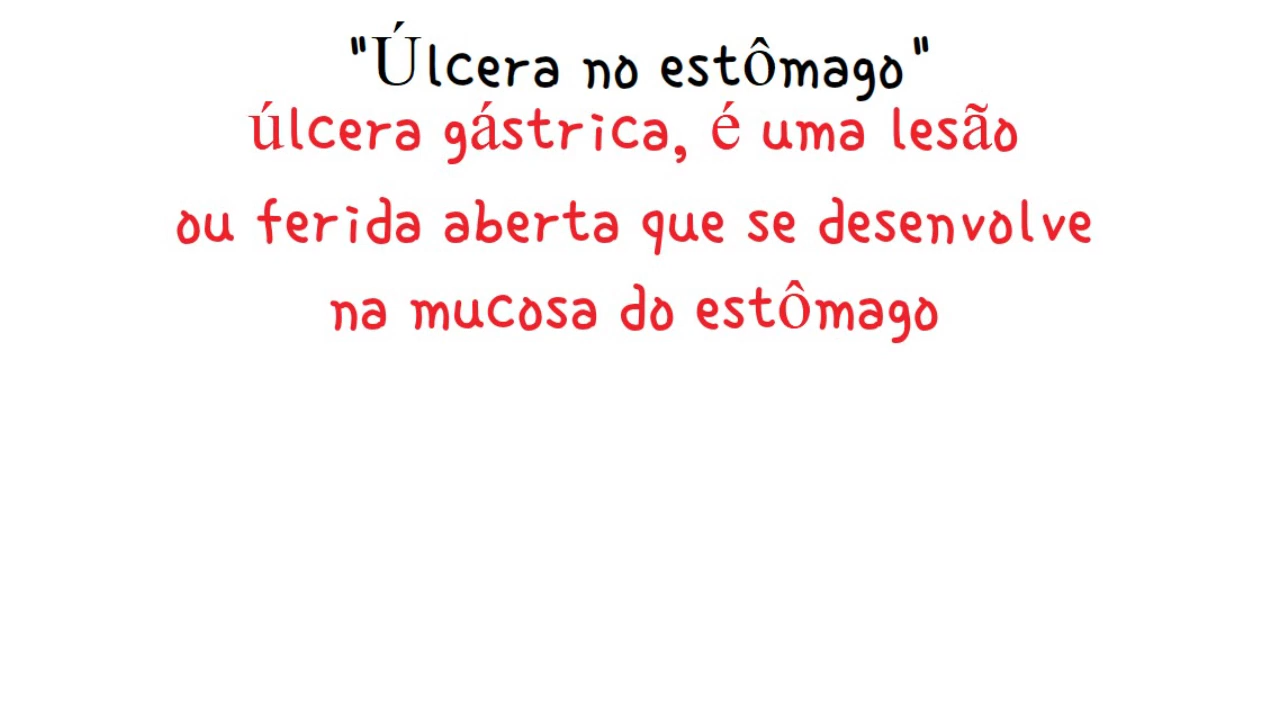 "Úlcera no estômago"
úlcera gástrica, é uma lesão
ou ferida aberta que se desenvolve
na mucosa do estômago